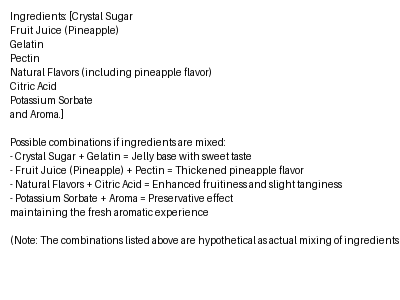 Ingredients: [Crystal Sugar
Fruit Juice (Pineapple)
Gelatin
Pectin
Natural Flavors (including pineapple flavor)
Citric Acid
Potassium Sorbate
and Aroma.]
Possible combinations if ingredients are mixed:
- Crystal Sugar + Gelatin = Jelly base with sweet taste
- Fruit Juice (Pineapple) + Pectin = Thickened pineapple flavor
- Natural Flavors + Citric Acid = Enhanced fruitiness and slight tanginess
- Potassium Sorbate + Aroma = Preservative effect
maintaining the fresh aromatic experience
(Note: The combinations listed above are hypothetical as actual mixing of ingredients